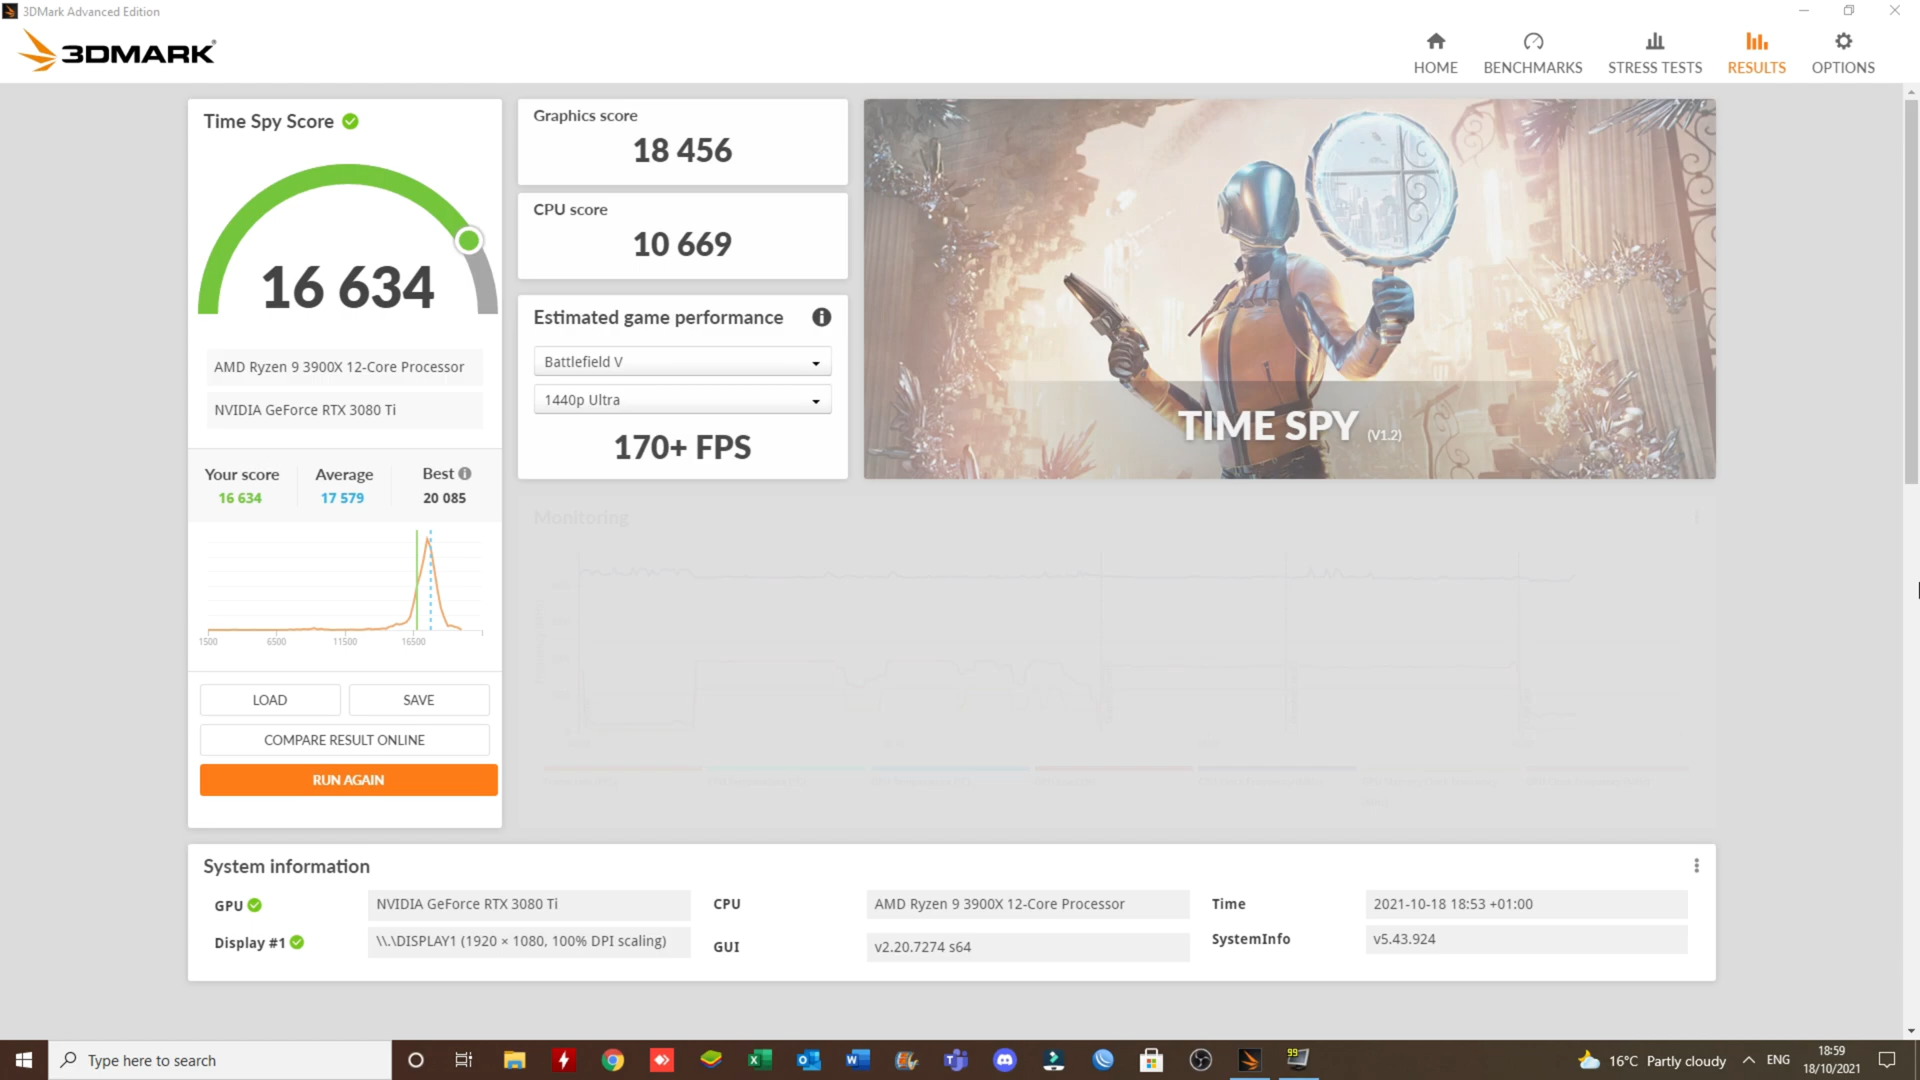 3DMark Advanced Edition
3DMARK
HOME
BENCHMARKS
STRESS TESTS
RESULTS
OPTIONS
Time Spy Score
16 634
AMD Ryzen 9 3900X 12-Core Processor
NVIDIA GeForce RTX 3080 Ti
Your score Average Best
16 634 17 579 20 085
1500 6500 11500 16500
LOAD SAVE
COMPARE RESULT ONLINE
RUN AGAIN
Graphics score
18 456
CPU score
10 669
Estimated game performance
Battlefield V
1440p Ultra
170+ FPS
TIME SPY (V1.2)
Monitoring
System information
GPU NVIDIA GeForce RTX 3080 Ti
Display #1 \\.\DISPLAY1 (1920 × 1080, 100% DPI scaling)
CPU AMD Ryzen 9 3900X 12-Core Processor
GUI v2.20.7274 s64
Time 2021-10-18 18:53 +01:00
SystemInfo v5.43.924
Type here to search
99
16°C Partly cloudy
ENG
18:59
18/10/2021